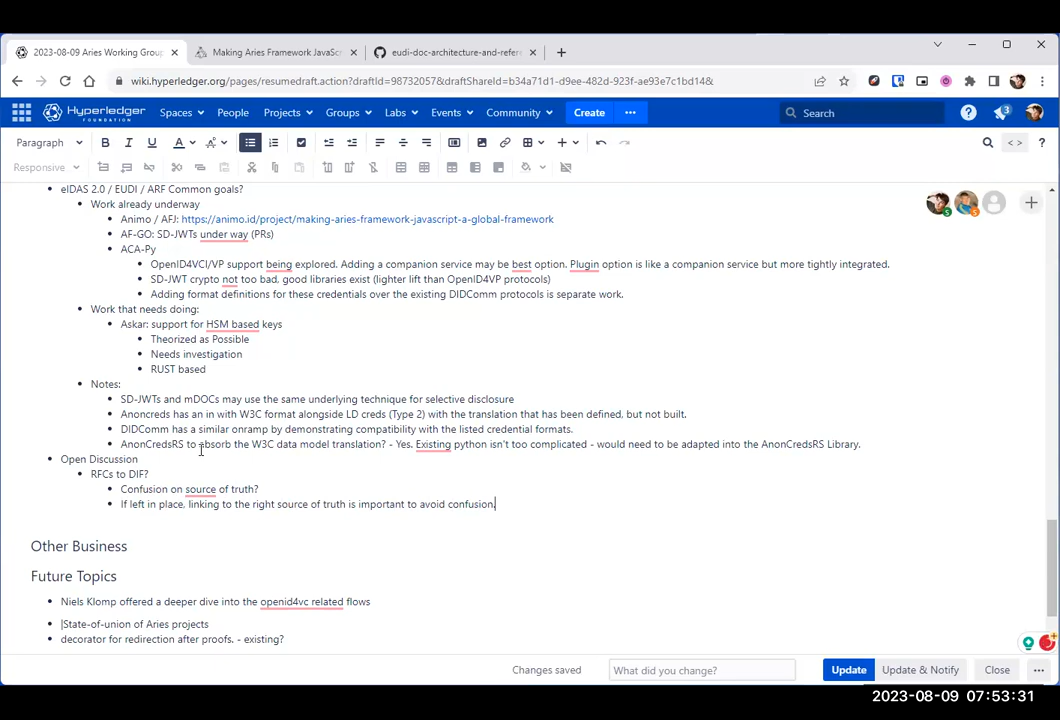 2023-08-09 Aries Working Group
Making Aries Framework JavaSc
eudi-doc-architecture-and-refere
wiki.hyperledger.org/pages/resumedraft.action?draftId=98732057&draftShareId=b34a71d1-d9ee-482d-923f-ae93e7c1bd14&
HYPERLEDGER FOUNDATION
Spaces
People
Projects
Groups
Labs
Events
Community
Create
Search
3
Paragraph
B I U A
Responsive
eIDAS 2.0 / EUDI / ARF Common goals?
Work already underway
Animo / AFJ: https://animo.id/project/making-aries-framework-javascript-a-global-framework
AF-GO: SD-JWTs under way (PRs)
ACA-Py
OpenID4VCI/VP support being explored. Adding a companion service may be best option. Plugin option is like a companion service but more tightly integrated.
SD-JWT crypto not too bad, good libraries exist (lighter lift than OpenID4VP protocols)
Adding format definitions for these credentials over the existing DIDComm protocols is separate work.
Work that needs doing:
Askar: support for HSM based keys
Theorized as Possible
Needs investigation
RUST based
Notes:
SD-JWTs and mDOCs may use the same underlying technique for selective disclosure
Anoncreds has an in with W3C format alongside LD creds (Type 2) with the translation that has been defined, but not built.
DIDComm has a similar onramp by demonstrating compatibility with the listed credential formats.
AnonCredsRS to absorb the W3C data model translation? - Yes. Existing python isn't too complicated - would need to be adapted into the AnonCredsRS Library.
Open Discussion
RFCs to DIF?
Confusion on source of truth?
If left in place, linking to the right source of truth is important to avoid confusion.
Other Business
Future Topics
Niels Klomp offered a deeper dive into the openid4vc related flows
State-of-union of Aries projects
decorator for redirection after proofs. - existing?
Changes saved
What did you change?
Update
Update & Notify
Close
2023-08-09 07:53:31